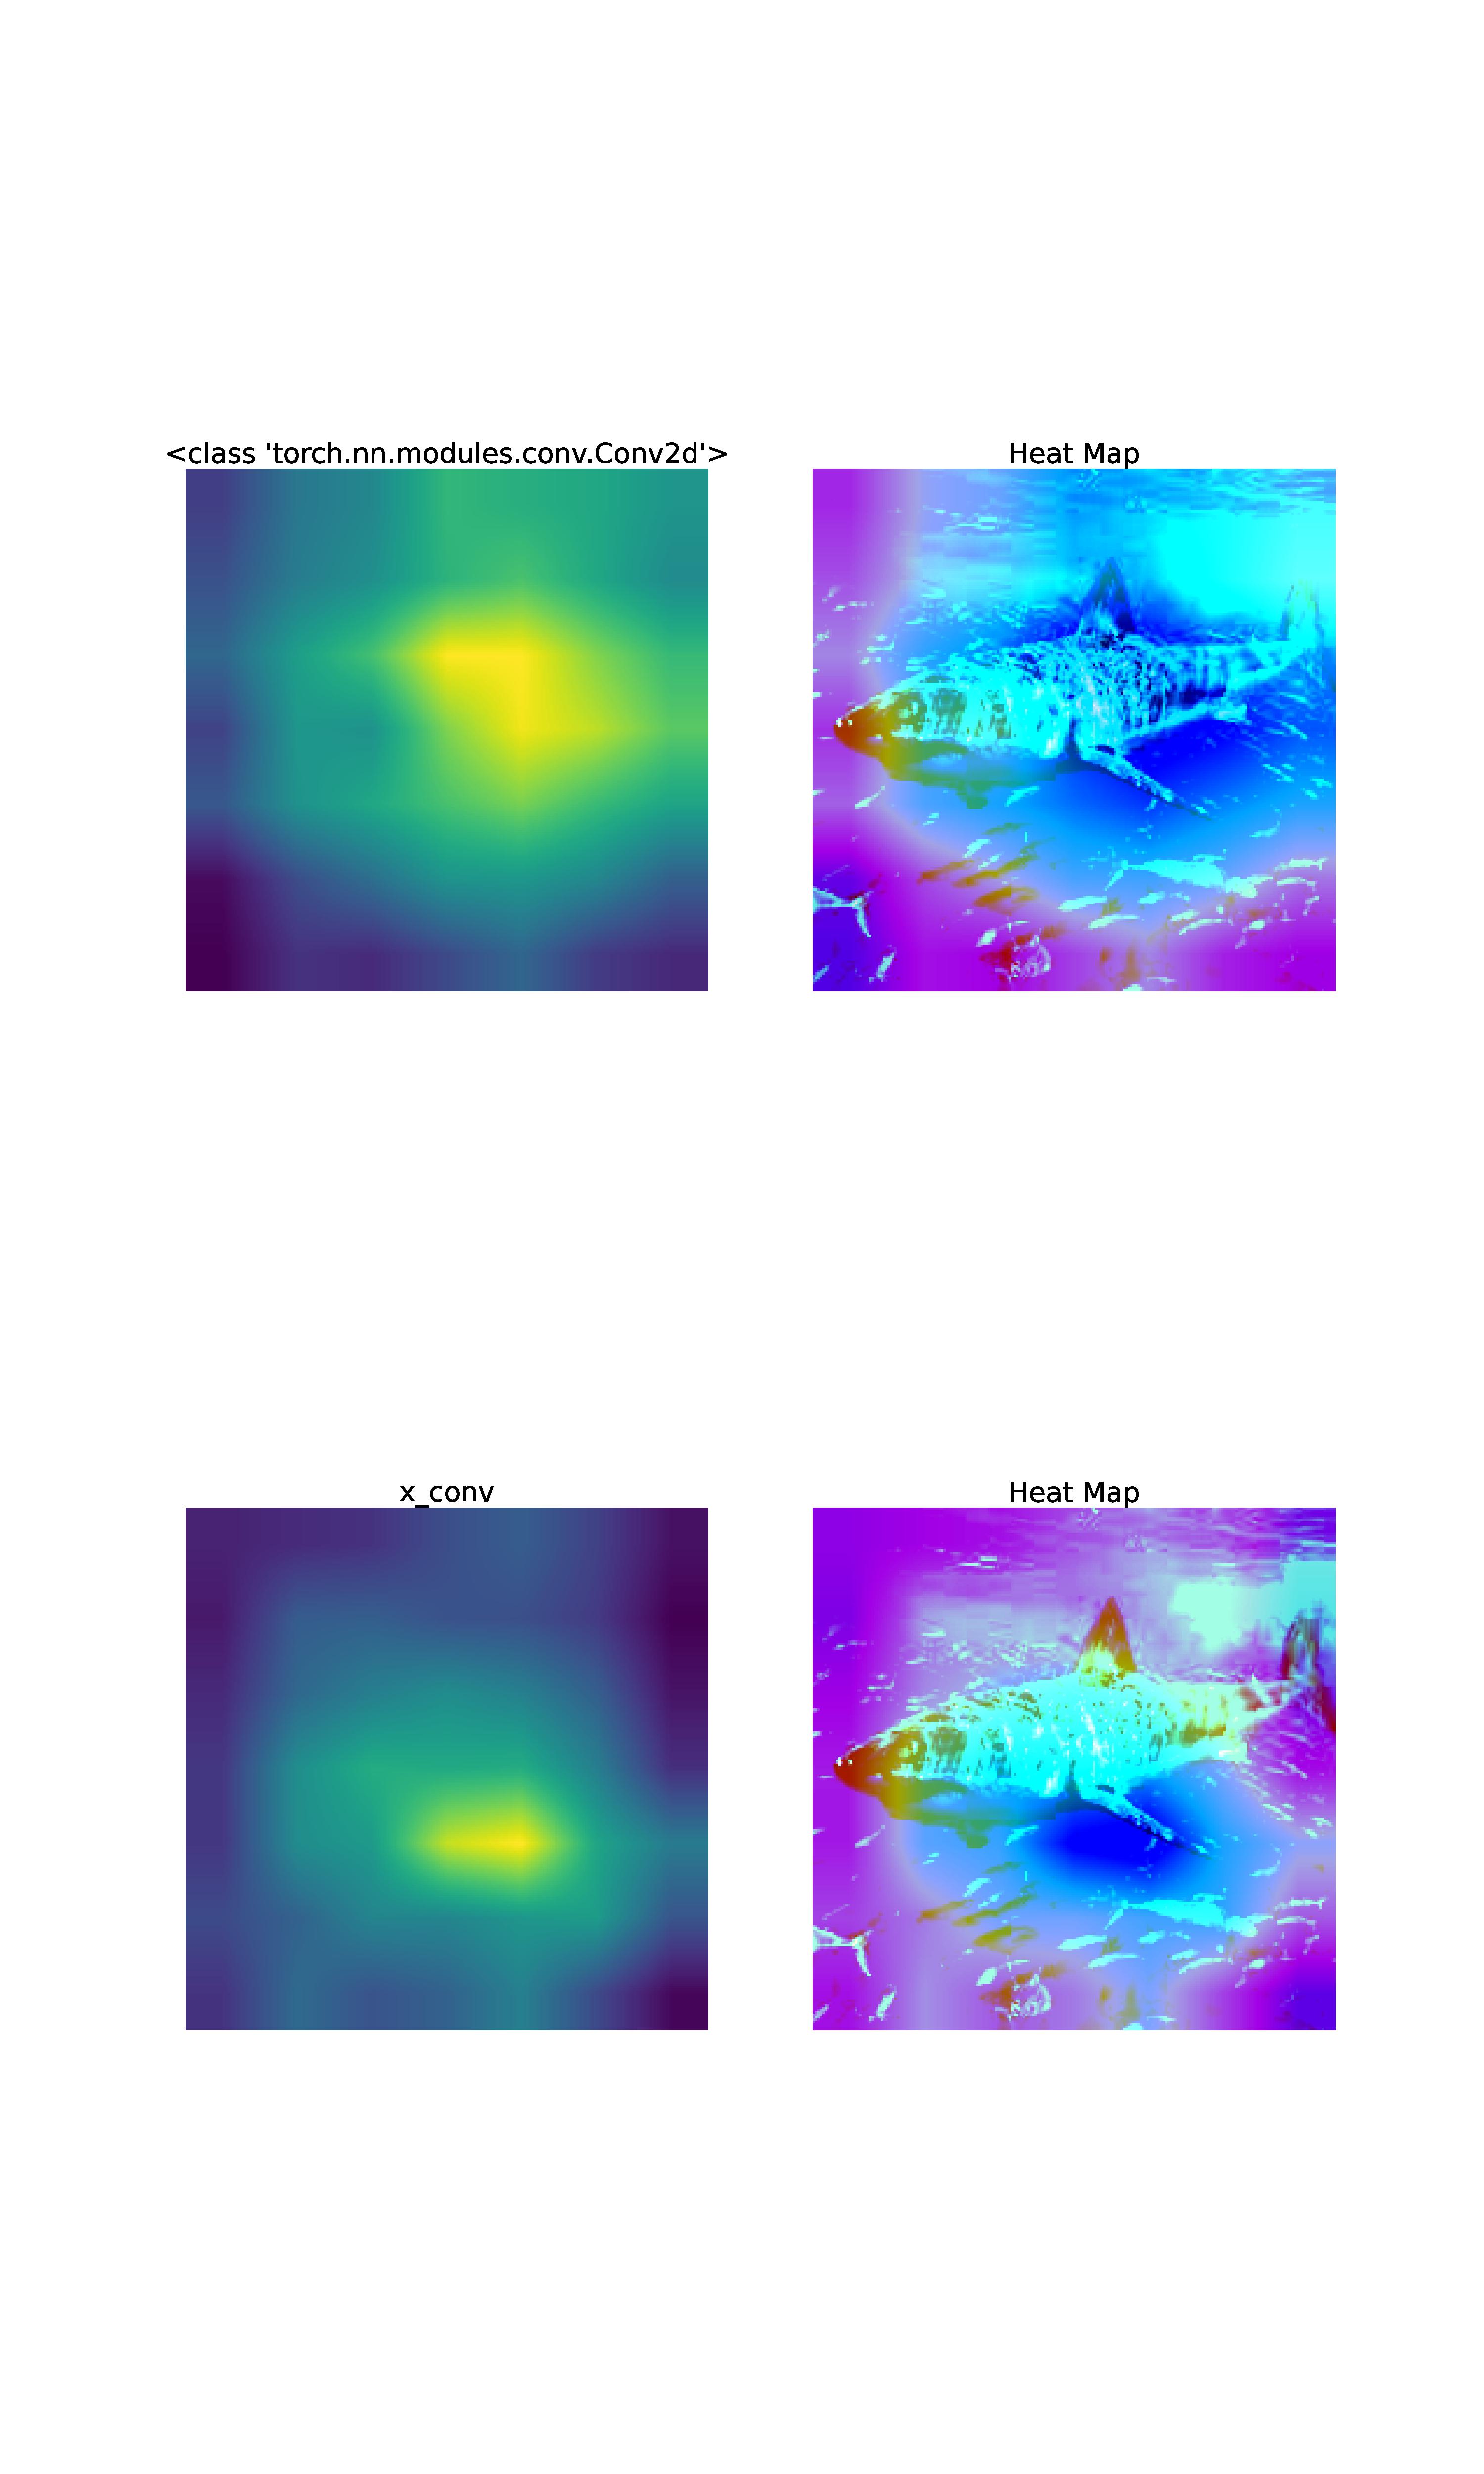 <class 'torch.nn.modules.conv.Conv2d'>
Heat Map
x_conv
Heat Map